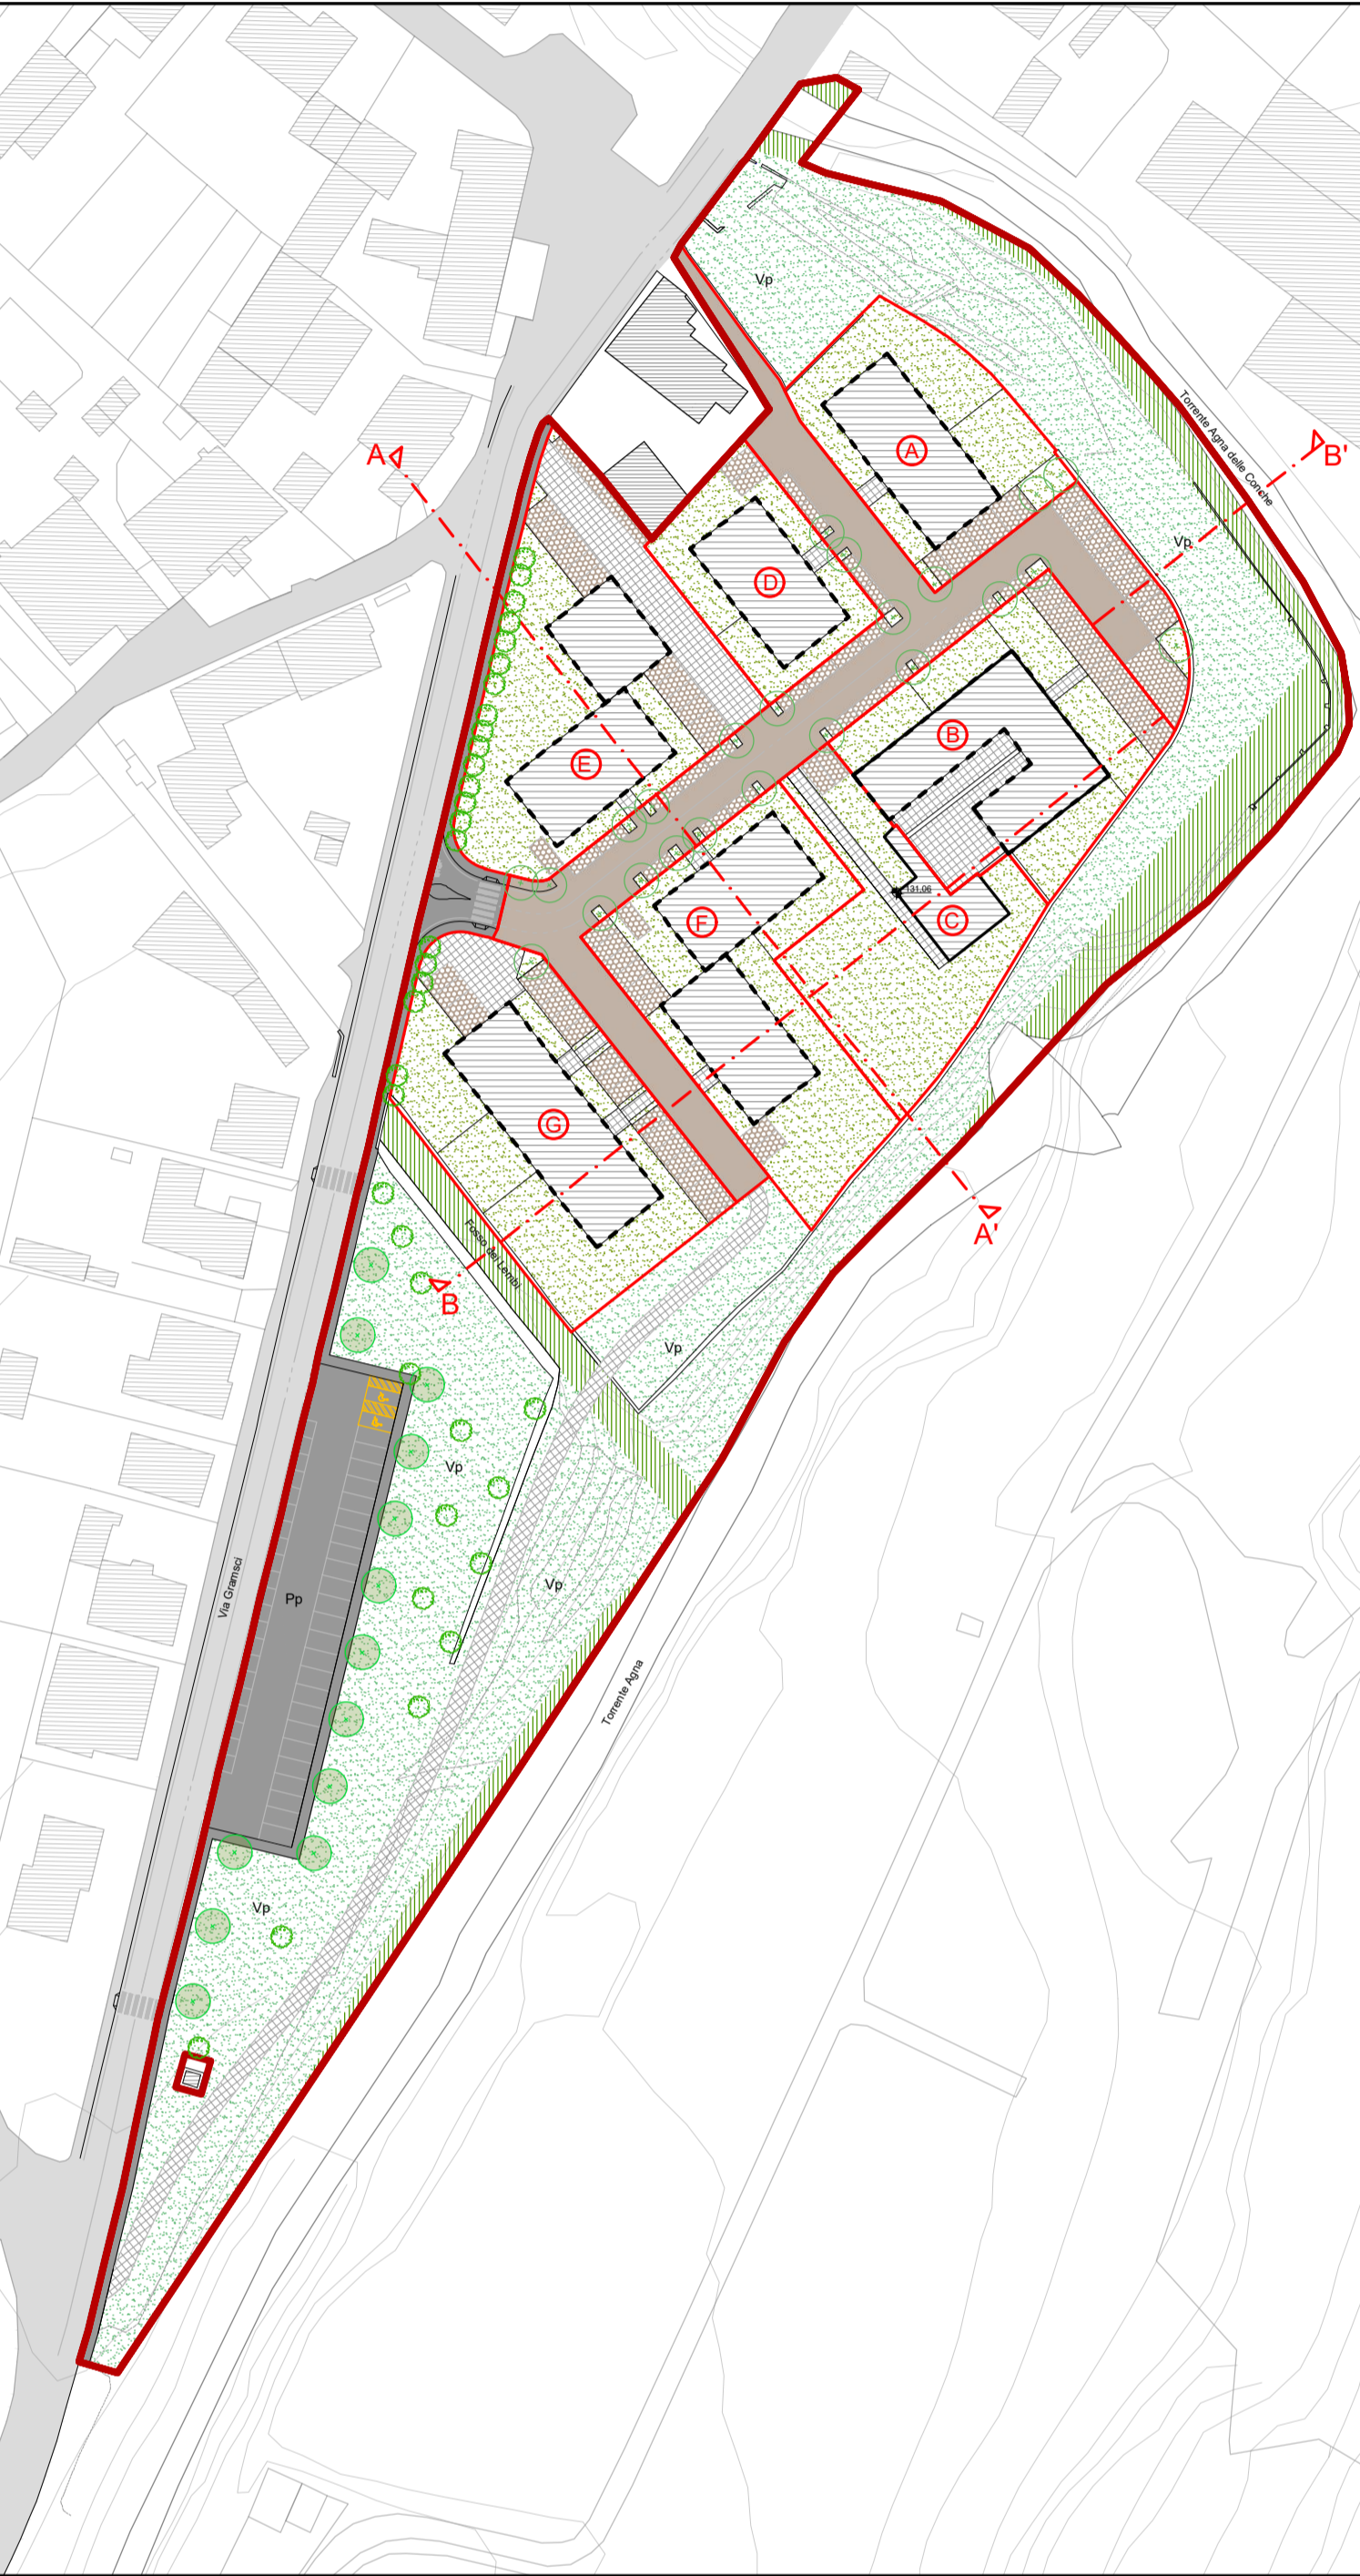 Vp
Torrente Agna delle Conche
A
B'
A
Vp
D
B
E
131.06
F
C
G
A'
Fosso dei Lembi
B
Vp
Vp
Via Gramsci
Pp
Vp
Torrente Agna
Vp